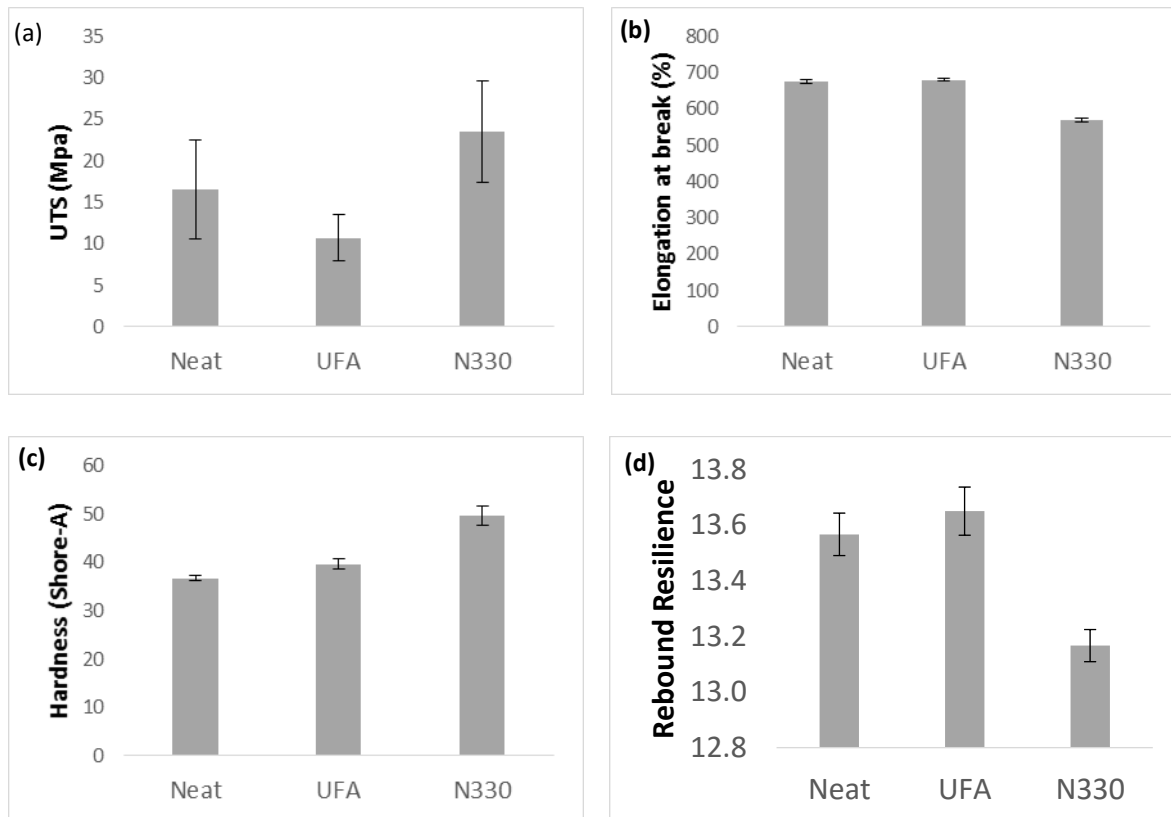 (a)
UTS (Mpa)
35
30
25
20
15
10
5
0
Neat UFA N330
(b)
Elongation at break (%)
800
700
600
500
400
300
200
100
0
Neat UFA N330
(c)
Hardness (Shore-A)
60
50
40
30
20
10
0
Neat UFA N330
(d)
Rebound Resilience
13.8
13.6
13.4
13.2
13.0
12.8
Neat UFA N330